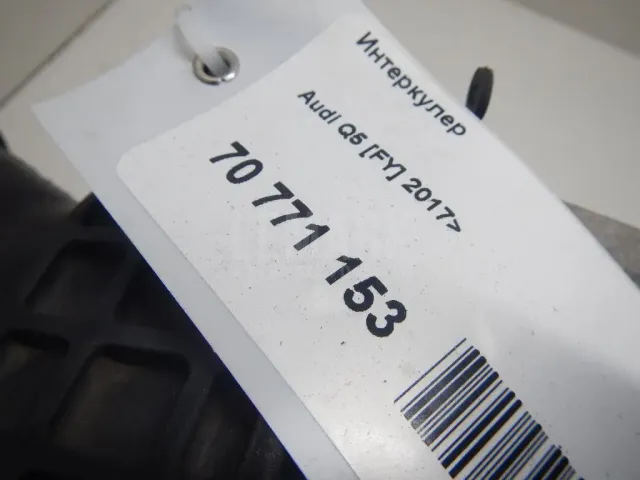 Интеркулер
Audi Q5 [FY] 2017>
70 771 153